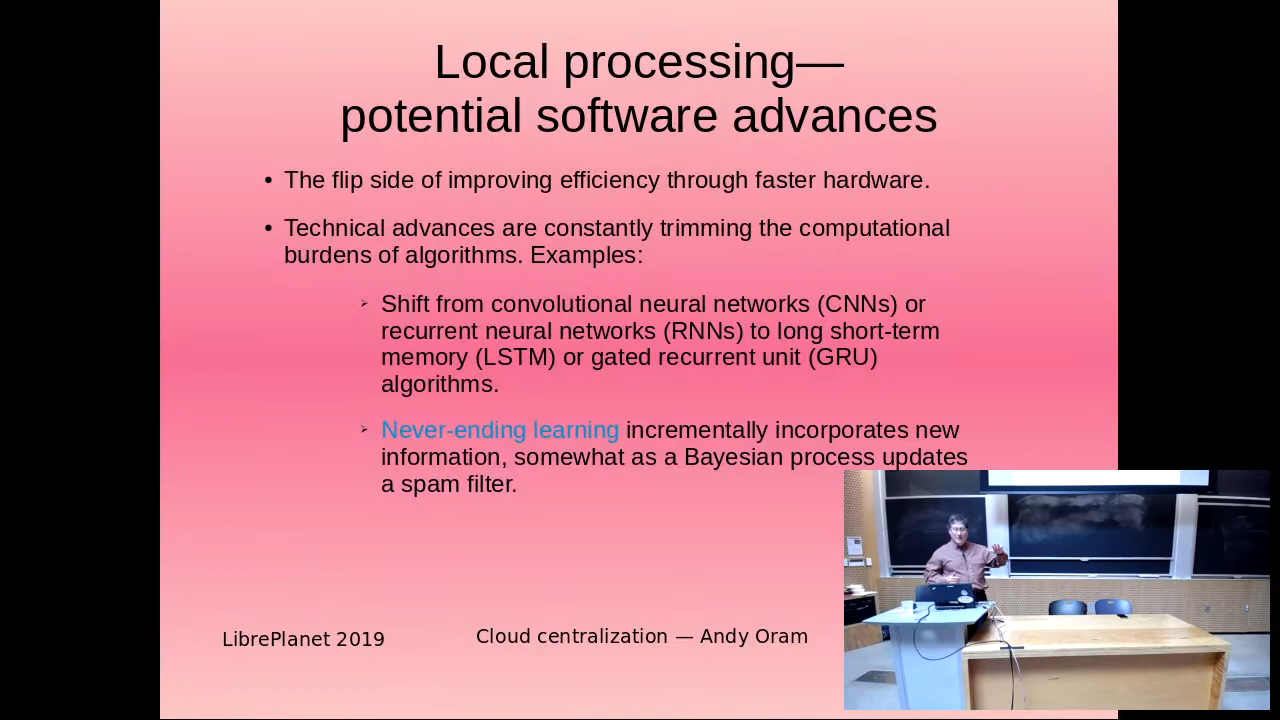 Local processing—
potential software advances
• The flip side of improving efficiency through faster hardware.
• Technical advances are constantly trimming the computational
burdens of algorithms. Examples:
➢ Shift from convolutional neural networks (CNNs) or
recurrent neural networks (RNNs) to long short-term
memory (LSTM) or gated recurrent unit (GRU)
algorithms.
➢ Never-ending learning incrementally incorporates new
information, somewhat as a Bayesian process updates
a spam filter.
LibrePlanet 2019
Cloud centralization — Andy Oram